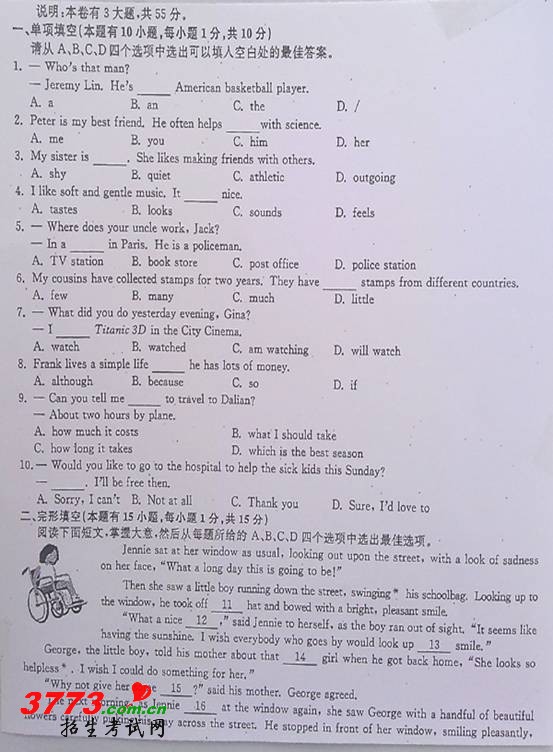 说明:本卷有3大题,共55分。
一、单项填空(本题有10小题,每小题1分,共10分)
请从A、B、C、D四个选项中选出可以填人空白处的最佳答案。
1. — Who's that man?
— Jeremy Lin. He's _____ American basketball player.
A. a B. an C. the D. /
2. Peter is my best friend. He often helps _____ with science.
A. me B. you C. him D. her
3. My sister is _____. She likes making friends with others.
A. shy B. quiet C. athletic D. outgoing
4. I like soft and gentle music. It _____ nice.
A. tastes B. looks C. sounds D. feels
5. — Where does your uncle work, Jack?
— In a _____ in Paris. He is a policeman.
A. TV station B. book store C. post office D. police station
6. My cousins have collected stamps for two years. They have _____ stamps from different countries.
A. few B. many C. much D. little
7. — What did you do yesterday evening, Gina?
— I _____ Titanic 3D in the City Cinema.
A. watch B. watched C. am watching D. will watch
8. Frank lives a simple life _____ he has lots of money.
A. although B. because C. so D. if
9. — Can you tell me _____ to travel to Dalian?
— About two hours by plane.
A. how much it costs B. what I should take
C. how long it takes D. which is the best season
10. — Would you like to go to the hospital to help the sick kids this Sunday?
— _____. I'll be free then.
A. Sorry, I can't B. Not at all C. Thank you D. Sure, I'd love to
二、完形填空(本题有15小题,每小题1分,共15分)
阅读下面短文,掌握大意,然后从每题所给的A、B、C、D四个选项中选出最佳选项。
Jennie sat at her window as usual, looking out upon the street, with a look of sadness
on her face, "What a long day this is going to be!"
Then she saw a little boy running down the street, swinging* his schoolbag. Looking up to
the window, he took off 11 hat and bowed with a bright, pleasant smile.
"What a nice 12 ," said Jennie to herself, as the boy ran out of sight. "It seems like
having the sunshine. I wish everybody who goes by would look up 13 smile."
George, the little boy, told his mother about that 14 girl when he got back home, "She looks so
helpless*. I wish I could do something for her."
"Why not give her 15 ?" said his mother. George agreed.
next morning, as Jennie 16 at the window again, she saw George with a handful of beautiful
flowers carefully way across the street. He stopped in front of her window, smiling pleasantly,
3773.com.cn
招生考试网